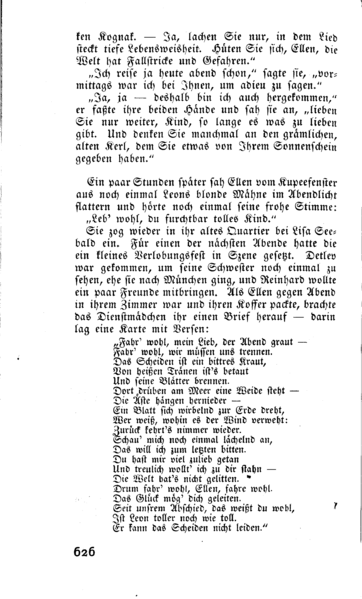 ken Kognak. — Ja, lachen Sie nur, in dem Lied
steckt tiefe Lebensweisheit. Hüten Sie sich, Ellen, die
Welt hat Fallstricke und Gefahren.“
„Ich reise ja heute abend schon,“ sagte sie, „vor-
mittags war ich bei Ihnen, um adieu zu sagen.“
„Ja, ja — deshalb bin ich auch hergekommen,“
er faßte ihre beiden Hände und sah sie an, „lieben
Sie nur weiter, Kind, so lange es was zu lieben
gibt. Und denken Sie manchmal an den grämlichen,
alten Kerl, dem Sie etwas von Ihrem Sonnenschein
gegeben haben.“
Ein paar Stunden später sah Ellen vom Kupeefenster
aus noch einmal Leons blonde Mähne im Abendlicht
flattern und hörte noch einmal seine frohe Stimme:
„Leb' wohl, du furchtbar tolles Kind.“
Sie zog wieder in ihr altes Quartier bei Lisa See-
bald ein. Für einen der nächsten Abende hatte die
ein kleines Verlobungsfest in Szene gesetzt. Detlev
war gekommen, um seine Schwester noch einmal zu
sehen, ehe sie nach München ging, und Reinhard wollte
ein paar Freunde mitbringen. Als Ellen gegen Abend
in ihrem Zimmer war und ihren Koffer packte, brachte
das Dienstmädchen ihr einen Brief herauf — darin
lag eine Karte mit Versen:
„Fahr' wohl, mein Lieb, der Abend graut —
Fahr' wohl, wir müssen uns trennen.
Das Scheiden ist ein bittres Kraut,
Von heißen Tränen ist's betaut
Und seine Blätter brennen.
Dort drüben am Meer eine Weide steht —
Die Äste hängen hernieder —
Ein Blatt sich wirbelnd zur Erde dreht,
Wer weiß, wohin es der Wind verweht:
Zurück kehrt's nimmer wieder.
Schau' mich noch einmal lächelnd an,
Das will ich zum letzten bitten.
Du hast mir viel zulieb getan
Und treulich wollt' ich zu dir stahn —
Die Welt hat's nicht gelitten.
Drum fahr' wohl, Ellen, fahre wohl.
Das Glück mög' dich geleiten.
Seit unsrem Abschied, das weißt du wohl,
Ist Leon toller noch wie toll.
Er kann das Scheiden nicht leiden.“
626